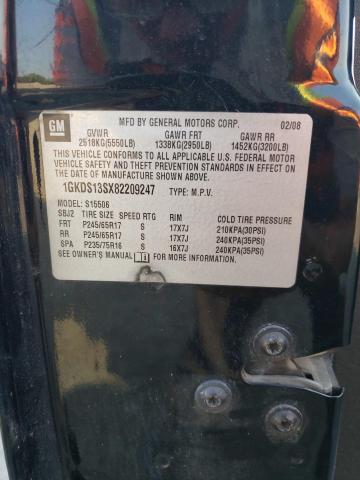 GM
MFD BY GENERAL MOTORS CORP. 02/08
GVWR GAWR FRT GAWR RR
2518KG(5550LB) 1338KG(2950LB) 1452KG(3200LB)
THIS VEHICLE CONFORMS TO ALL APPLICABLE U.S. FEDERAL MOTOR
VEHICLE SAFETY AND THEFT PREVENTION STANDARDS IN EFFECT ON
THE DATE OF MANUFACTURE SHOWN ABOVE.
1GKDS13SX82209247 TYPE: M.P.V.
MODEL: S15506
SBJ2 TIRE SIZE SPEED RTG RIM COLD TIRE PRESSURE
FRT P245/65R17 S 17X7J 210KPA(30PSI)
RR P245/65R17 S 17X7J 240KPA(35PSI)
SPA P235/75R16 S 16X7J 240KPA(35PSI)
SEE OWNER'S MANUAL FOR MORE INFORMATION.